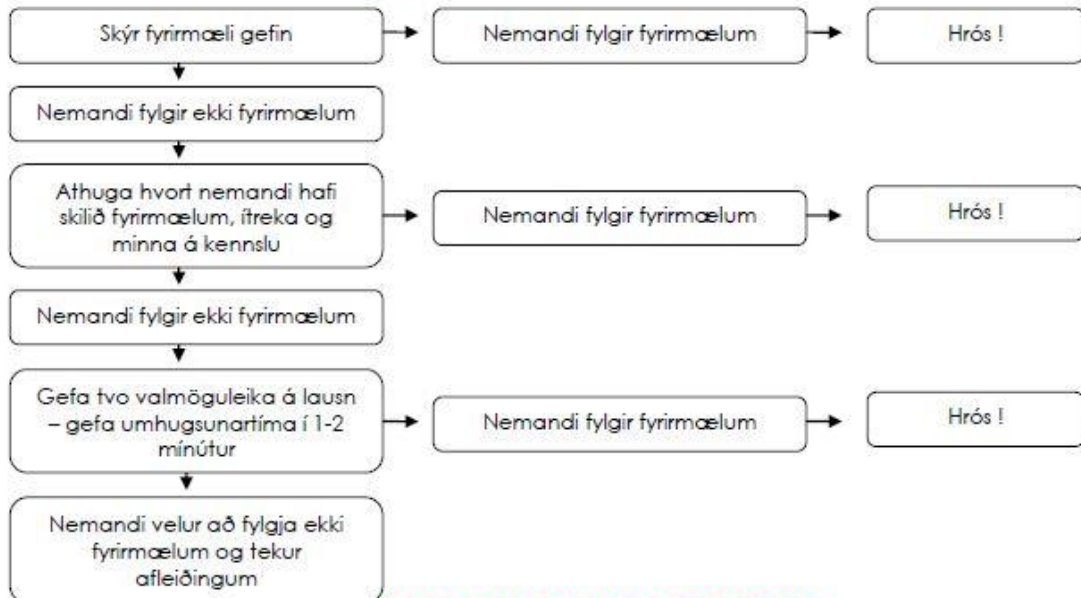 Skýr fyrirmæli gefin
Nemandi fylgir fyrirmælum
Hrós !
Nemandi fylgir ekki fyrirmælum
Athuga hvort nemandi hafi
skilið fyrirmælum, ítreka og
minna á kennslu
Nemandi fylgir fyrirmælum
Hrós !
Nemandi fylgir ekki fyrirmælum
Gefa tvo valmöguleika á lausn
– gefa umhugsunartíma í 1-2
mínútur
Nemandi fylgir fyrirmælum
Hrós !
Nemandi velur að fylgja ekki
fyrirmælum og tekur
afleiðingum